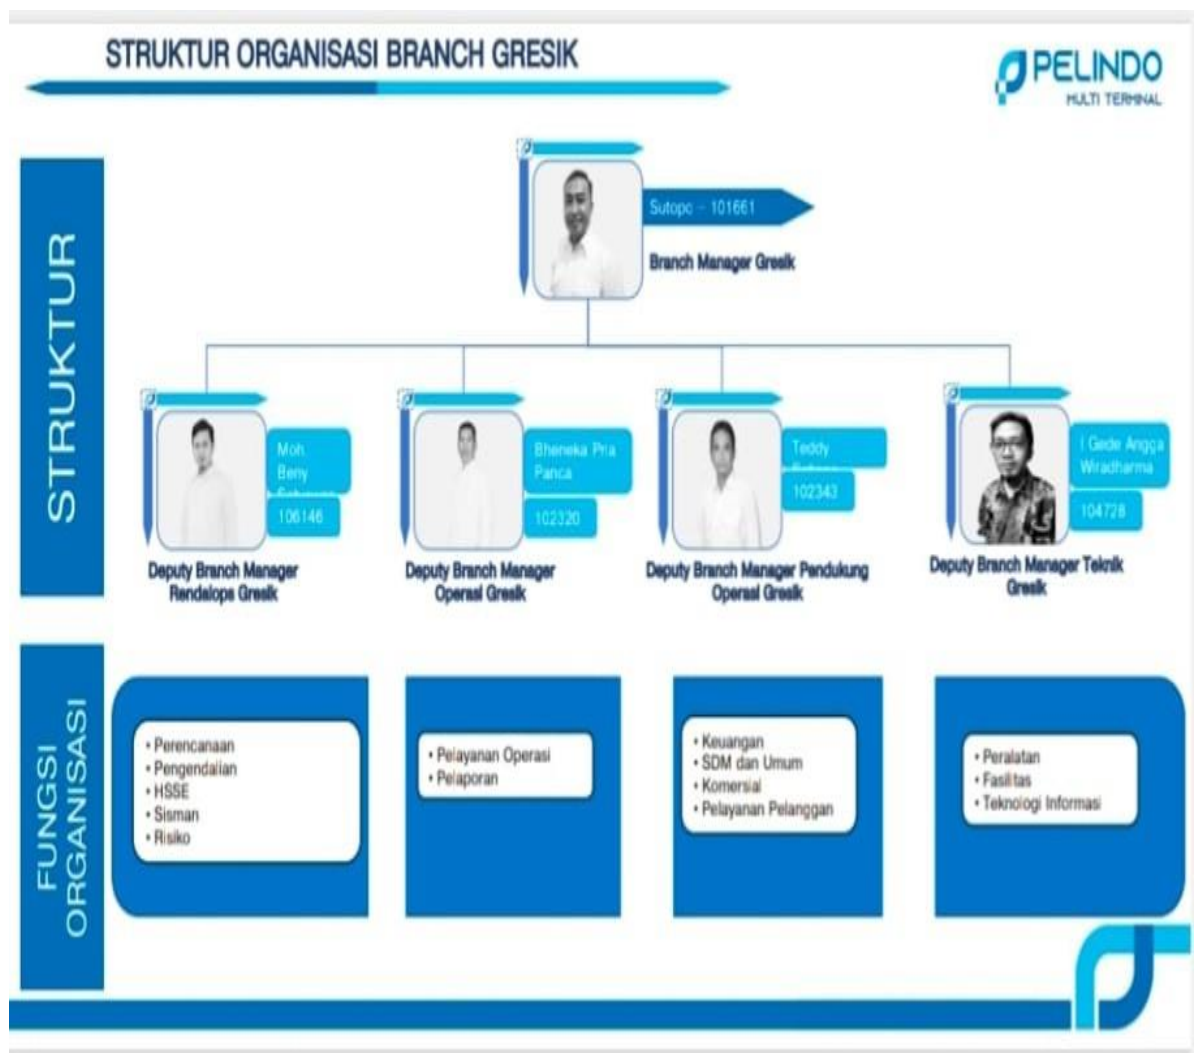 STRUKTUR ORGANISASI BRANCH GRESIK
PELINDO
MULTI TERMINAL
STRUKTUR
Sutopo - 101661
Branch Manager Gresik
Moh
Beny
106146
Deputy Branch Manager
Rendalops Gresik
Bheneka Pria
Panca
102320
Deputy Branch Manager
Operasi Gresik
Teddy
102343
Deputy Branch Manager Pendukung
Operasi Gresik
I Gede Angga
Wiradharma
104728
Deputy Branch Manager Teknik
Gresik
FUNGSI
ORGANISASI
• Perencanaan
• Pengendalian
• HSSE
• Sisman
• Risiko
• Pelayanan Operasi
• Pelaporan
• Keuangan
• SDM dan Umum
• Komersial
• Pelayanan Pelanggan
• Peralatan
• Fasilitas
• Teknologi Informasi